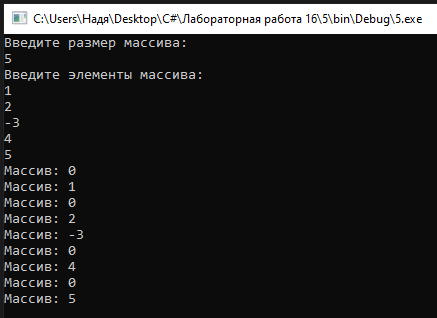 C:\Users\Надя\Desktop\C#\Лабораторная работа 16\5\bin\Debug\5.exe
Введите размер массива:
5
Введите элементы массива:
1
2
-3
4
5
Массив: 0
Массив: 1
Массив: 0
Массив: 2
Массив: -3
Массив: 0
Массив: 4
Массив: 0
Массив: 5